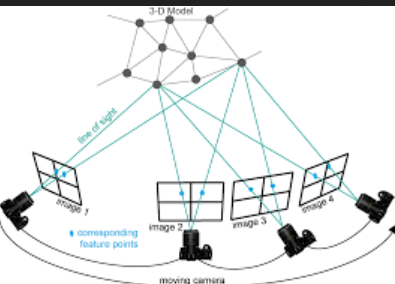 3-D Model
line of sight
image 1
image 2
image 3
image 4
corresponding
feature points
moving camera